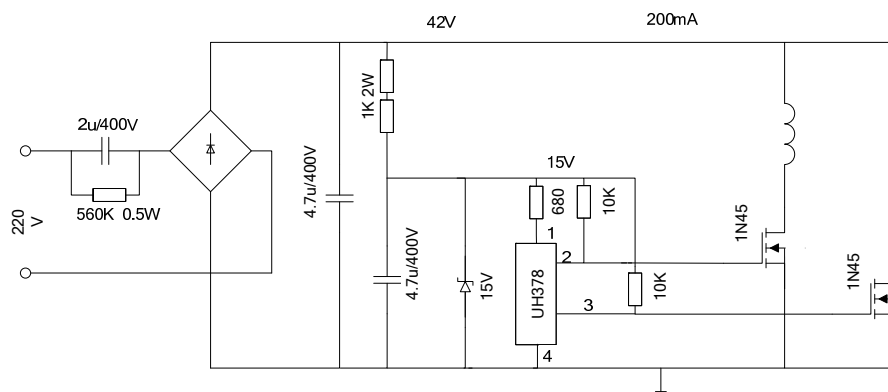 42V
200mA
1K 2W
2u/400V
560K 0.5W
220
V
4.7u/400V
15V
680
10K
1N45
1
2
4.7u/400V
15V
UH378
10K
1N45
3
4